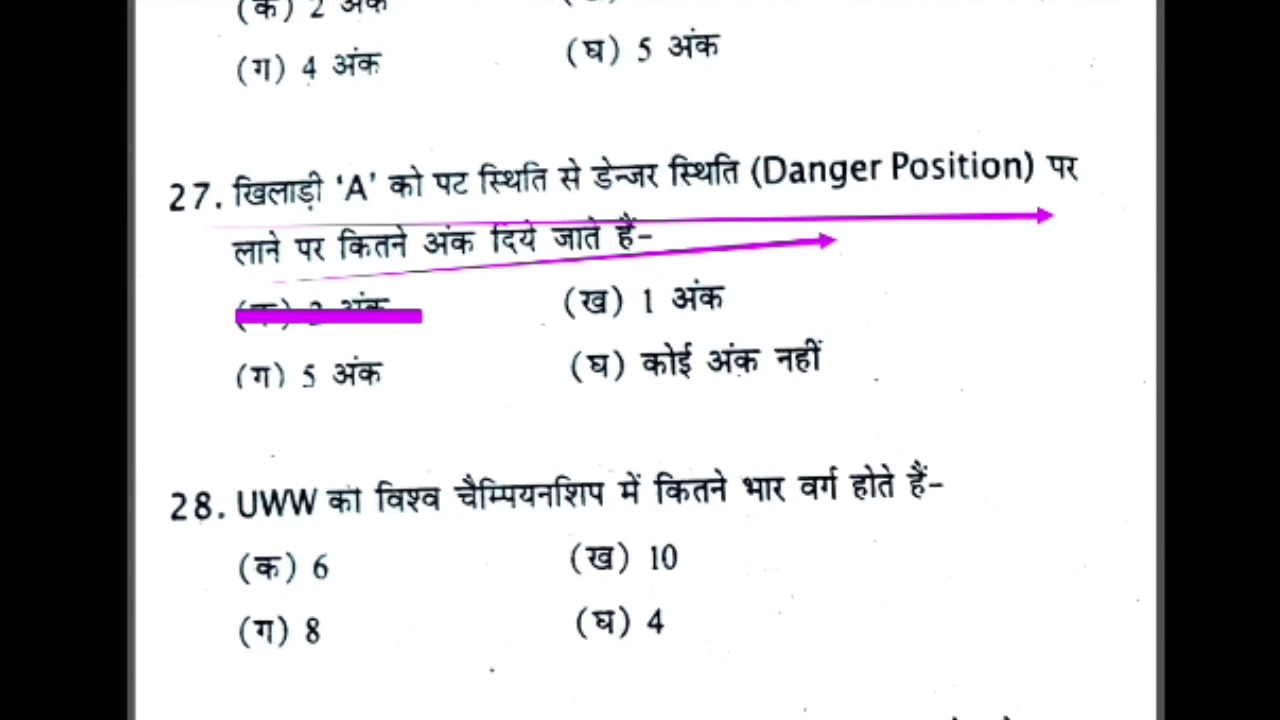 (क) 2 अंक
(ग) 4 अंक (घ) 5 अंक
27. खिलाड़ी 'A' को पट स्थिति से डेन्जर स्थिति (Danger Position) पर
लाने पर कितने अंक दिये जाते हैं-
(ख) 1 अंक
(ग) 5 अंक (घ) कोई अंक नहीं
28. UWW की विश्व चैम्पियनशिप में कितने भार वर्ग होते हैं-
(क) 6 (ख) 10
(ग) 8 (घ) 4